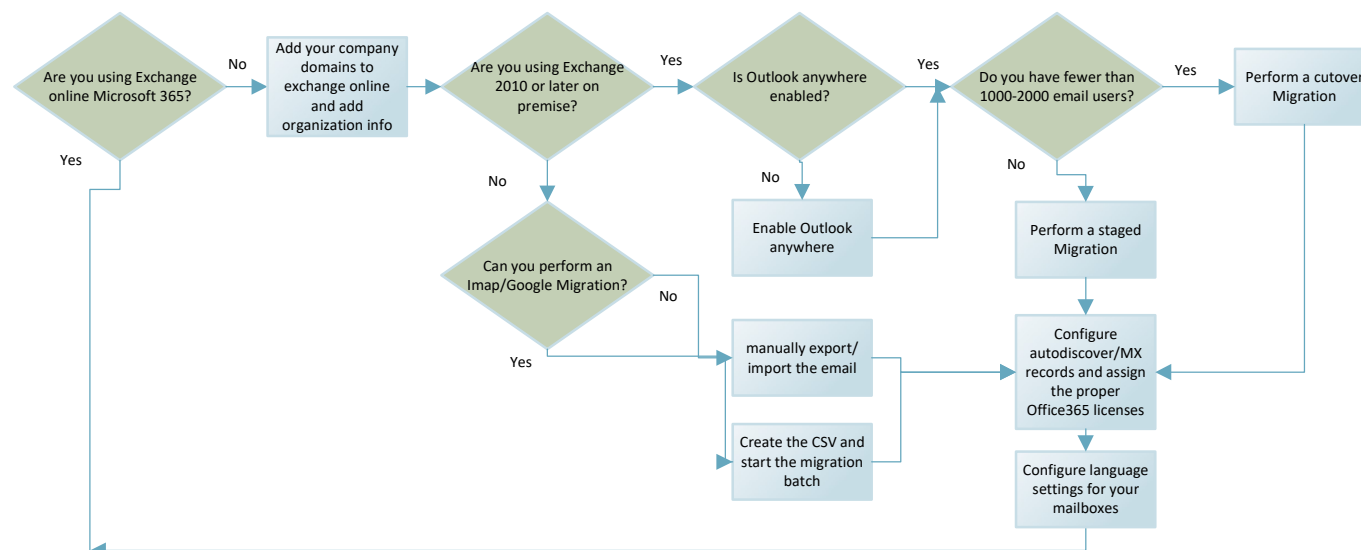 Are you using Exchange
online Microsoft 365?
No
Yes
Add your company
domains to
exchange online
and add
organization info
Are you using Exchange
2010 or later on
premise?
Yes
No
Is Outlook anywhere
enabled?
Yes
No
Do you have fewer than
1000-2000 email users?
Yes
No
Perform a cutover
Migration
Enable Outlook
anywhere
Perform a staged
Migration
Can you perform an
Imap/Google Migration?
No
Yes
manually export/
import the email
Create the CSV and
start the migration
batch
Configure
autodiscover/MX
records and assign
the proper
Office365 licenses
Configure language
settings for your
mailboxes